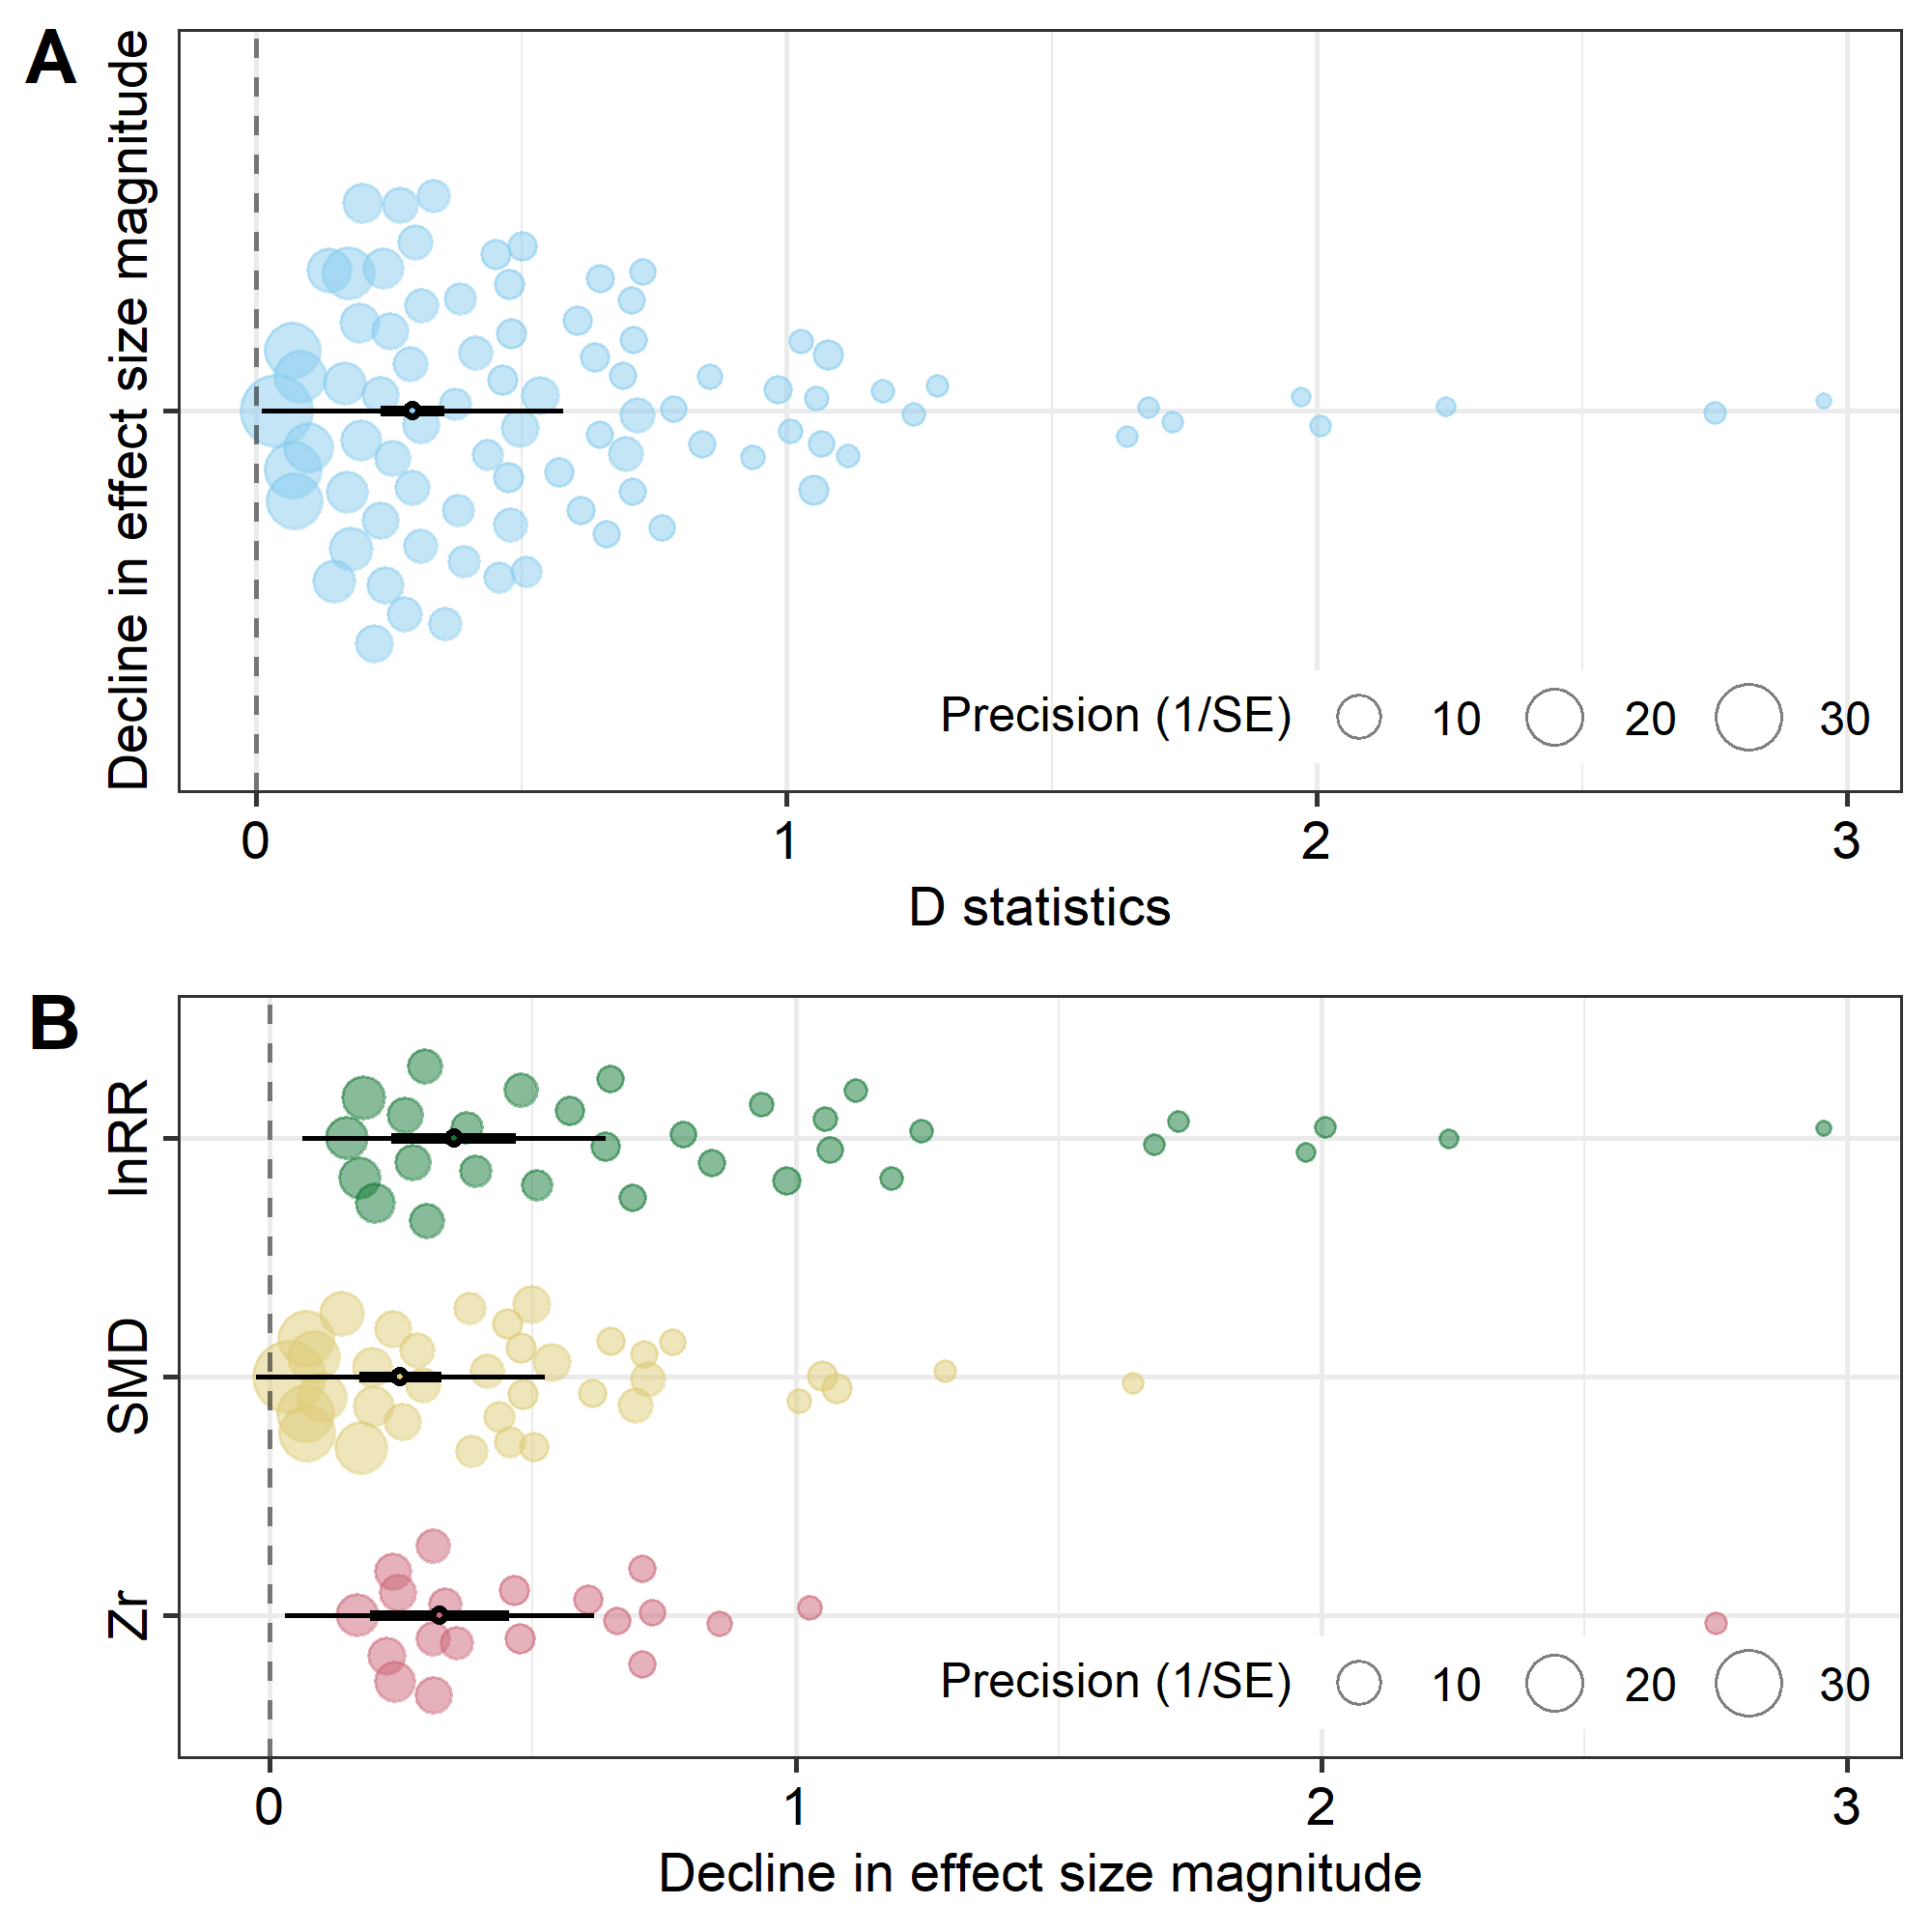 A
Decline in effect size magnitude
Precision (1/SE) 10 20 30
0 1 2 3
D statistics
B
lnRR
SMD
Zr
Precision (1/SE) 10 20 30
0 1 2 3
Decline in effect size magnitude